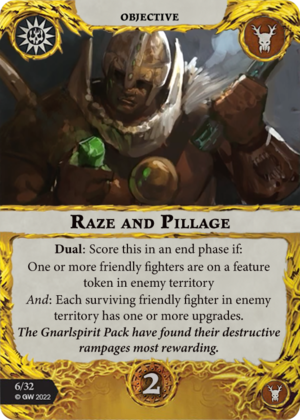 OBJECTIVE
RAZE AND PILLAGE
Dual: Score this in an end phase if:
One or more friendly fighters are on a feature
token in enemy territory
And: Each surviving friendly fighter in enemy
territory has one or more upgrades.
The Gnarlspirit Pack have found their destructive
rampages most rewarding.
6/32
© GW 2022
2